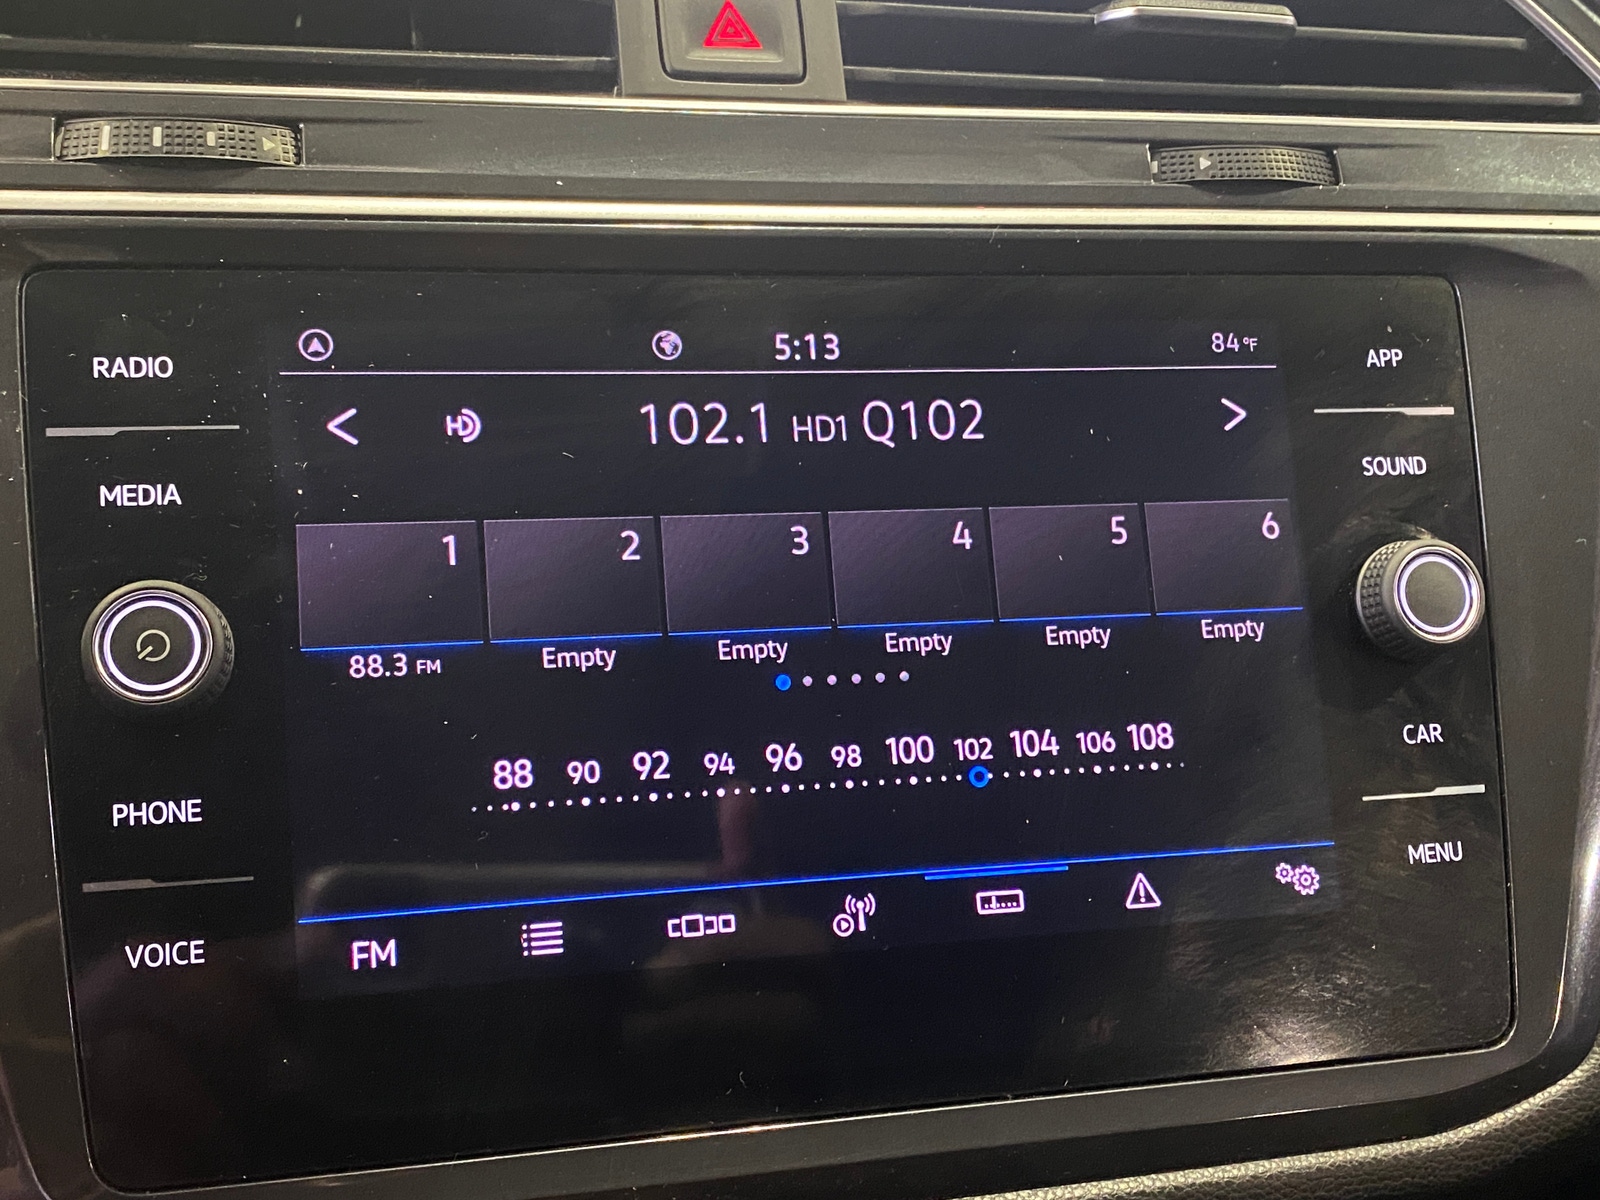 RADIO
MEDIA
PHONE
VOICE
5:13
84°F
< HD 102.1 HD1 Q102 >
1 2 3 4 5 6
88.3 FM Empty Empty Empty Empty Empty
88 90 92 94 96 98 100 102 104 106 108
FM
APP
SOUND
CAR
MENU